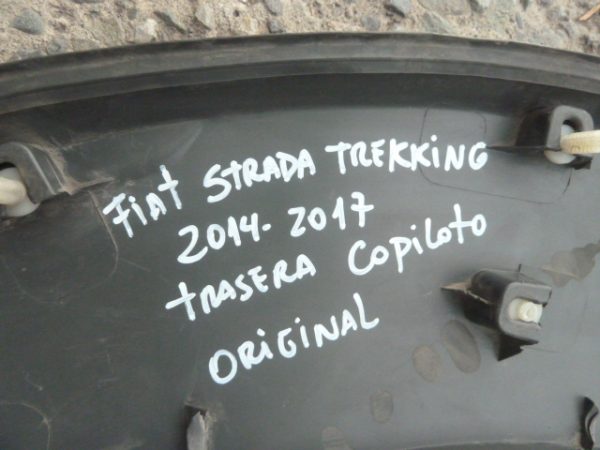 Fiat STRADA TREKKING
2014-2017
trASERA COPiloto
ORiGiNAL